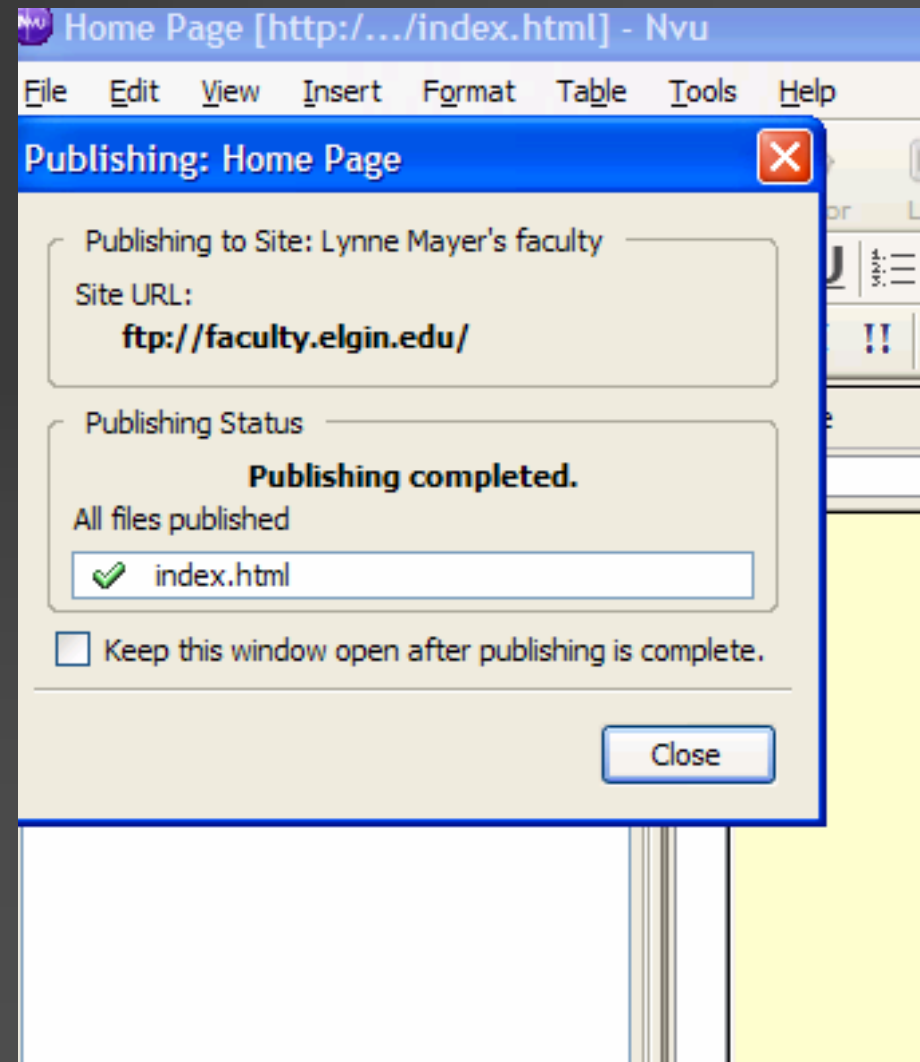 Nvu Home Page [http:/.../index.html] - Nvu
File Edit View Insert Format Table Tools Help
Publishing: Home Page
Publishing to Site: Lynne Mayer's faculty
Site URL:
ftp://faculty.elgin.edu/
Publishing Status
Publishing completed.
All files published
index.html
Keep this window open after publishing is complete.
Close